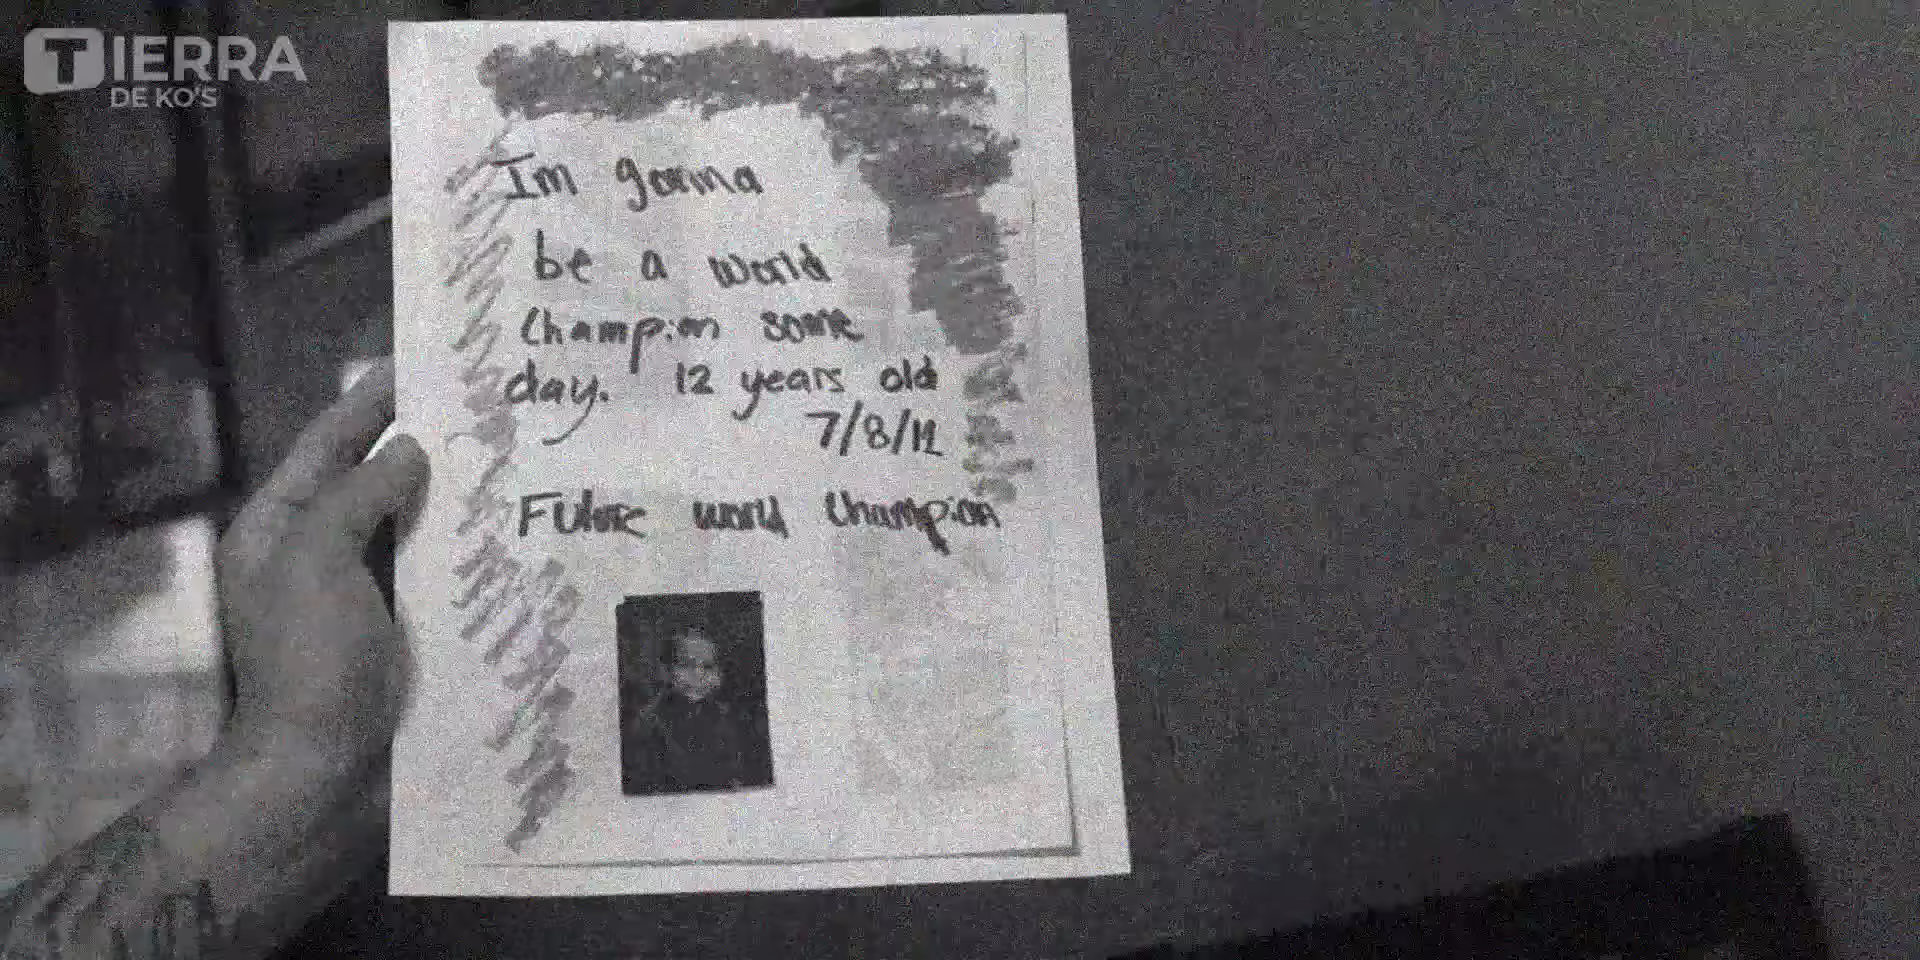 TIERRA
DE KO'S
Im gonna
be a world
Champion some
day. 12 years old
7/8/12
Future world Champion